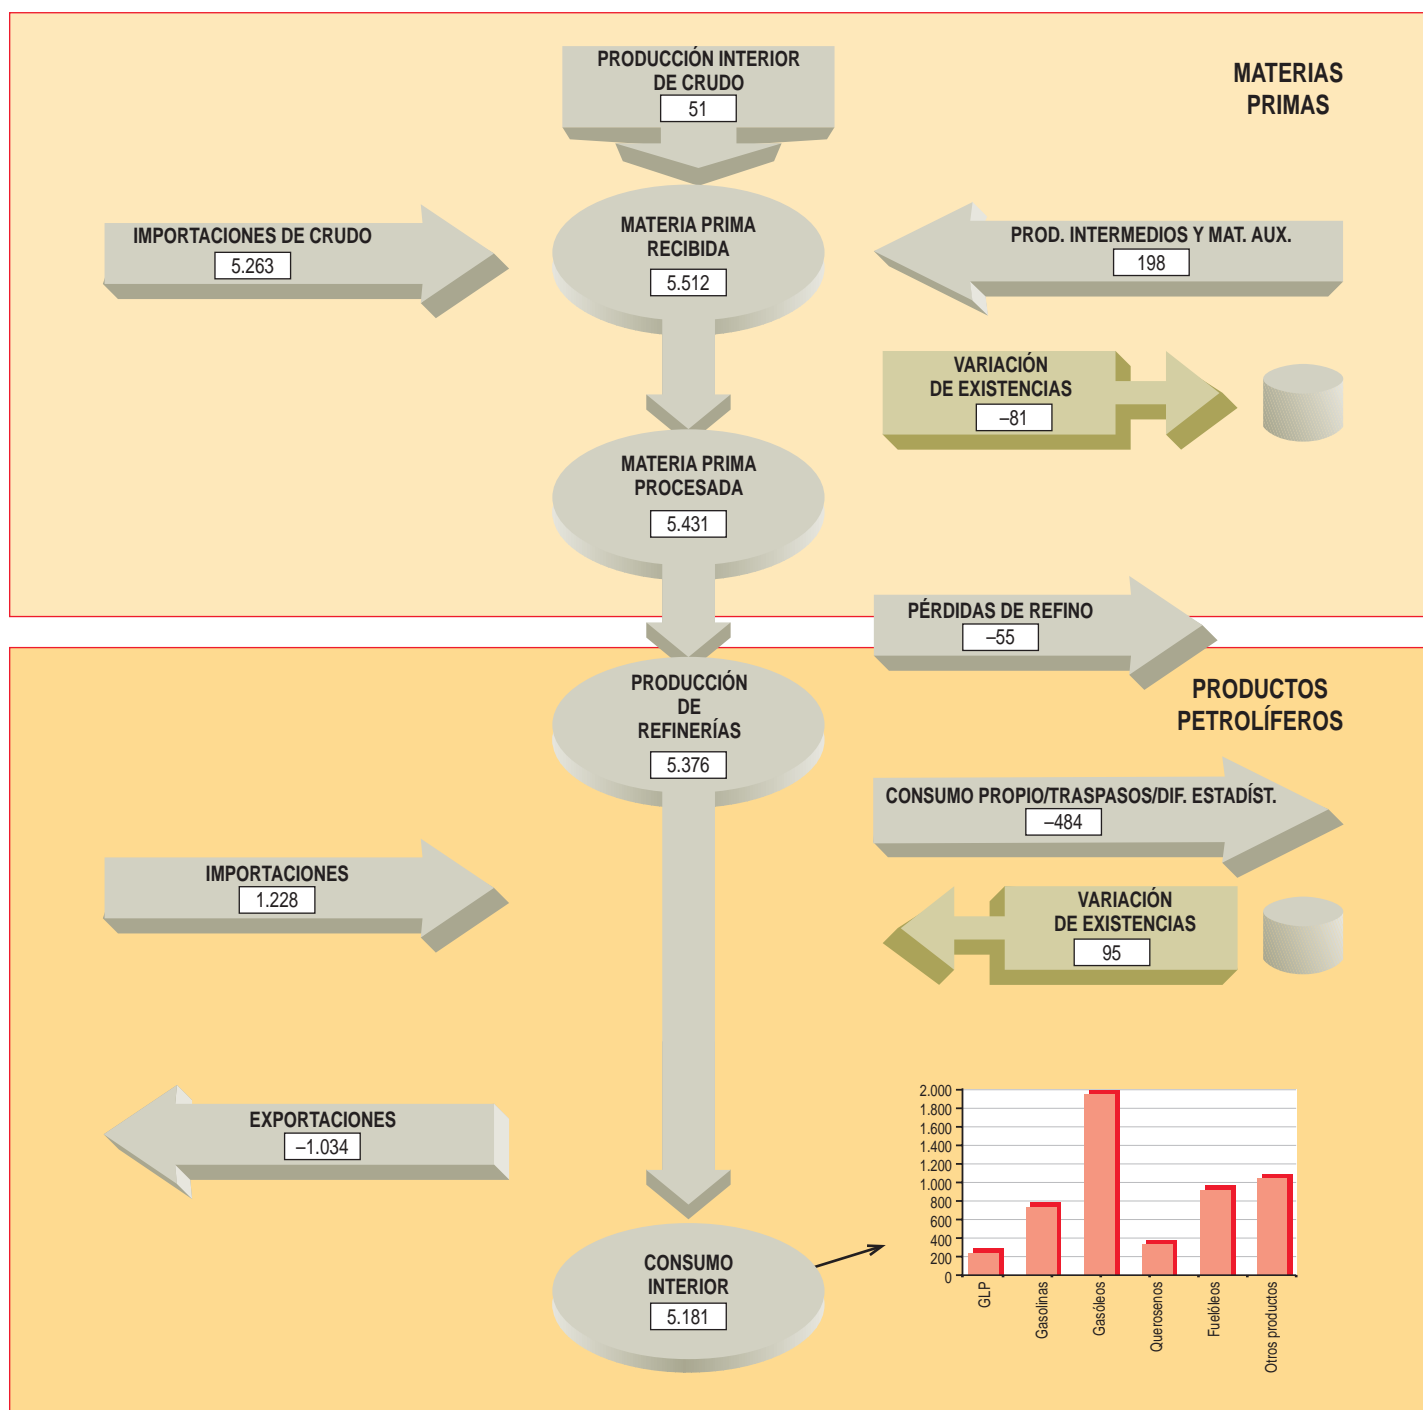 PRODUCCIÓN INTERIOR
DE CRUDO
51
MATERIAS
PRIMAS
IMPORTACIONES DE CRUDO
5.263
MATERIA PRIMA
RECIBIDA
5.512
PROD. INTERMEDIOS Y MAT. AUX.
198
VARIACIÓN
DE EXISTENCIAS
–81
MATERIA PRIMA
PROCESADA
5.431
PÉRDIDAS DE REFINO
–55
PRODUCCIÓN
DE
REFINERÍAS
5.376
PRODUCTOS
PETROLÍFEROS
CONSUMO PROPIO/TRASPASOS/DIF. ESTADÍST.
–484
IMPORTACIONES
1.228
VARIACIÓN
DE EXISTENCIAS
95
EXPORTACIONES
–1.034
CONSUMO
INTERIOR
5.181
2.000
1.800
1.600
1.400
1.200
1.000
800
600
400
200
0
GLP
Gasolinas
Gasóleos
Querosenos
Fuelóleos
Otros productos